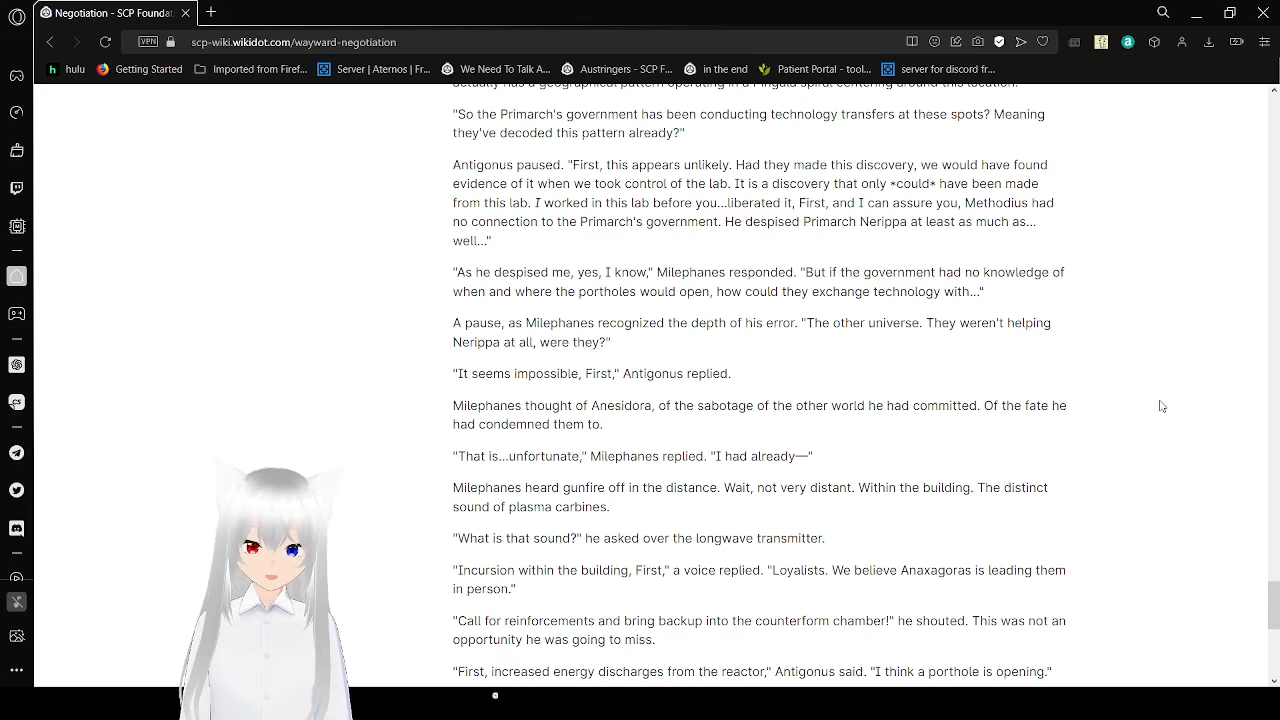 Negotiation - SCP Foundat
scp-wiki.wikidot.com/wayward-negotiation
VPN
hulu
Getting Started
Imported from Firef...
Server | Aternos | Fr...
We Need To Talk A...
Austringers - SCP F...
in the end
Patient Portal - tool...
server for discord fr...
actually has a geographical pattern operating in a Pingala spiral centering around this location."
"So the Primarch's government has been conducting technology transfers at these spots? Meaning
they've decoded this pattern already?"
Antigonus paused. "First, this appears unlikely. Had they made this discovery, we would have found
evidence of it when we took control of the lab. It is a discovery that only *could* have been made
from this lab. I worked in this lab before you...liberated it, First, and I can assure you, Methodius had
no connection to the Primarch's government. He despised Primarch Nerippa at least as much as...
well..."
"As he despised me, yes, I know," Milephanes responded. "But if the government had no knowledge of
when and where the portholes would open, how could they exchange technology with..."
A pause, as Milephanes recognized the depth of his error. "The other universe. They weren't helping
Nerippa at all, were they?"
"It seems impossible, First," Antigonus replied.
Milephanes thought of Anesidora, of the sabotage of the other world he had committed. Of the fate he
had condemned them to.
"That is...unfortunate," Milephanes replied. "I had already—"
Milephanes heard gunfire off in the distance. Wait, not very distant. Within the building. The distinct
sound of plasma carbines.
"What is that sound?" he asked over the longwave transmitter.
"Incursion within the building, First," a voice replied. "Loyalists. We believe Anaxagoras is leading them
in person."
"Call for reinforcements and bring backup into the counterform chamber!" he shouted. This was not an
opportunity he was going to miss.
"First, increased energy discharges from the reactor," Antigonus said. "I think a porthole is opening."